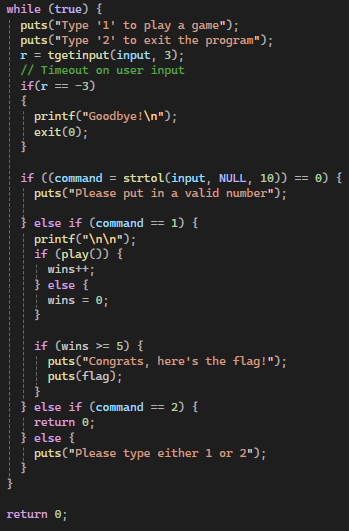 while (true) {
puts("Type '1' to play a game");
puts("Type '2' to exit the program");
r = tgetinput(input, 3);
// Timeout on user input
if(r == -3)
{
printf("Goodbye!\n");
exit(0);
}
if ((command = strtol(input, NULL, 10)) == 0) {
puts("Please put in a valid number");
} else if (command == 1) {
printf("\n\n");
if (play()) {
wins++;
} else {
wins = 0;
}
if (wins >= 5) {
puts("Congrats, here's the flag!");
puts(flag);
}
} else if (command == 2) {
return 0;
} else {
puts("Please type either 1 or 2");
}
}
return 0;